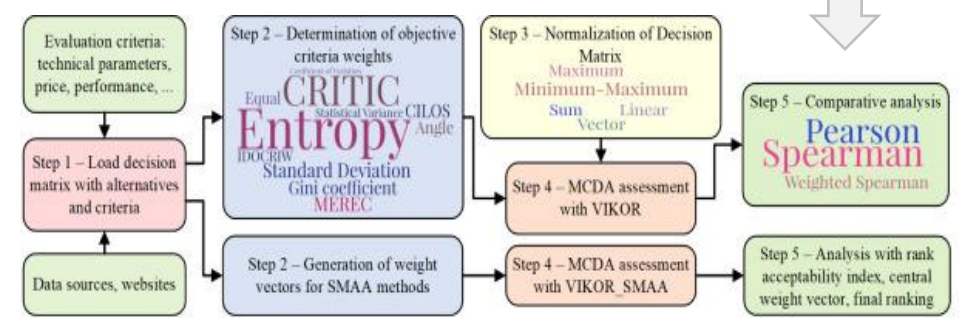 Evaluation criteria:
technical parameters,
price, performance, ...
Step 1 – Load decision
matrix with alternatives
and criteria
Data sources, websites
Step 2 – Determination of objective
criteria weights
Coefficient of Variation
Equal
CRITIC
Statistical Variance
CILOS
Entropy
Angle
IDOCRIW
Standard Deviation
Gini coefficient
MEREC
Step 2 – Generation of weight
vectors for SMAA methods
Step 3 – Normalization of Decision
Matrix
Maximum
Minimum-Maximum
Sum
Linear
Vector
Step 4 – MCDA assessment
with VIKOR
Step 4 – MCDA assessment
with VIKOR_SMAA
Step 5 – Comparative analysis
Pearson
Spearman
Weighted Spearman
Step 5 – Analysis with rank
acceptability index, central
weight vector, final ranking